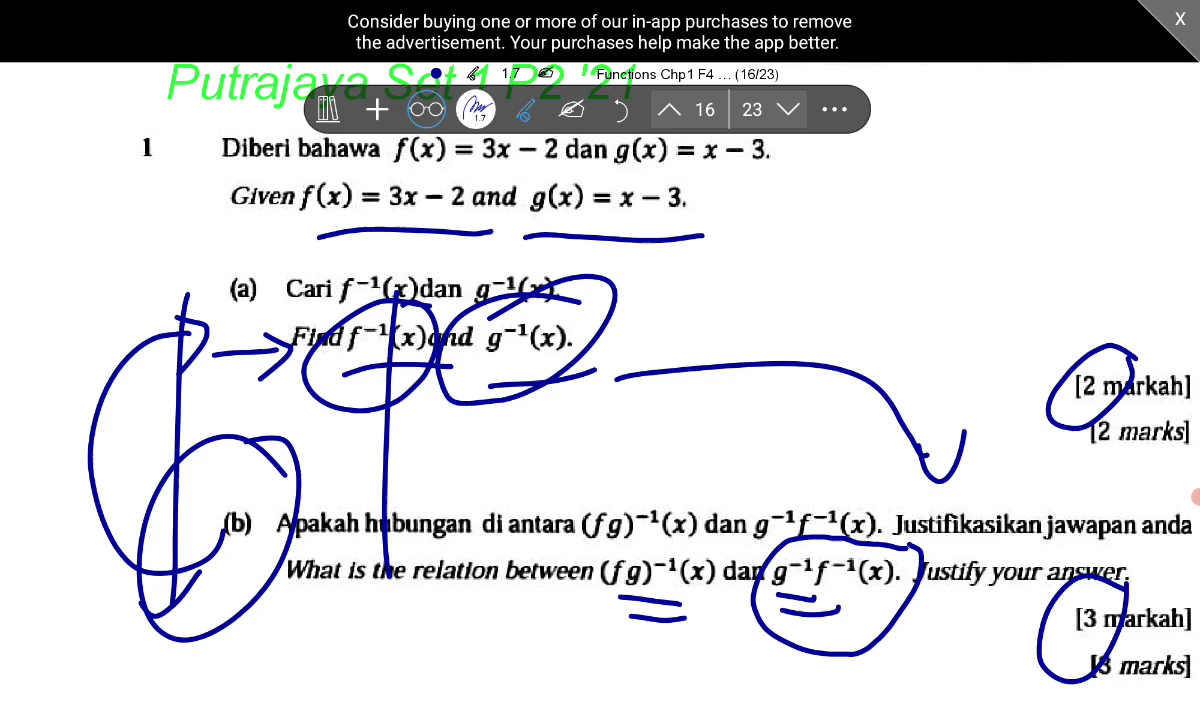 Consider buying one or more of our in-app purchases to remove
the advertisement. Your purchases help make the app better.
X
Putrajaya Set 1 P2 '21
1.7 Functions Chp1 F4 ... (16/23)
1.7 16 23
1 Diberi bahawa f(x) = 3x − 2 dan g(x) = x − 3.
Given f(x) = 3x − 2 and g(x) = x − 3.
(a) Cari f⁻¹(x)dan g⁻¹(x).
Find f⁻¹(x)and g⁻¹(x).
[2 markah]
[2 marks]
(b) Apakah hubungan di antara (fg)⁻¹(x) dan g⁻¹f⁻¹(x). Justifikasikan jawapan anda
What is the relation between (fg)⁻¹(x) dan g⁻¹f⁻¹(x). Justify your answer.
[3 markah]
[3 marks]